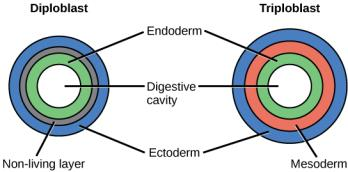 Diploblast
Triploblast
Endoderm
Digestive
cavity
Ectoderm
Non-living layer
Mesoderm